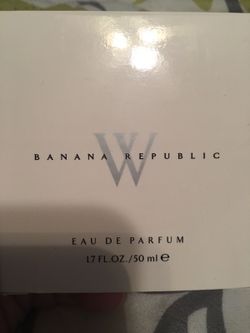 W
BANANA REPUBLIC
EAU DE PARFUM
1.7 FL.OZ./50 ml ℮